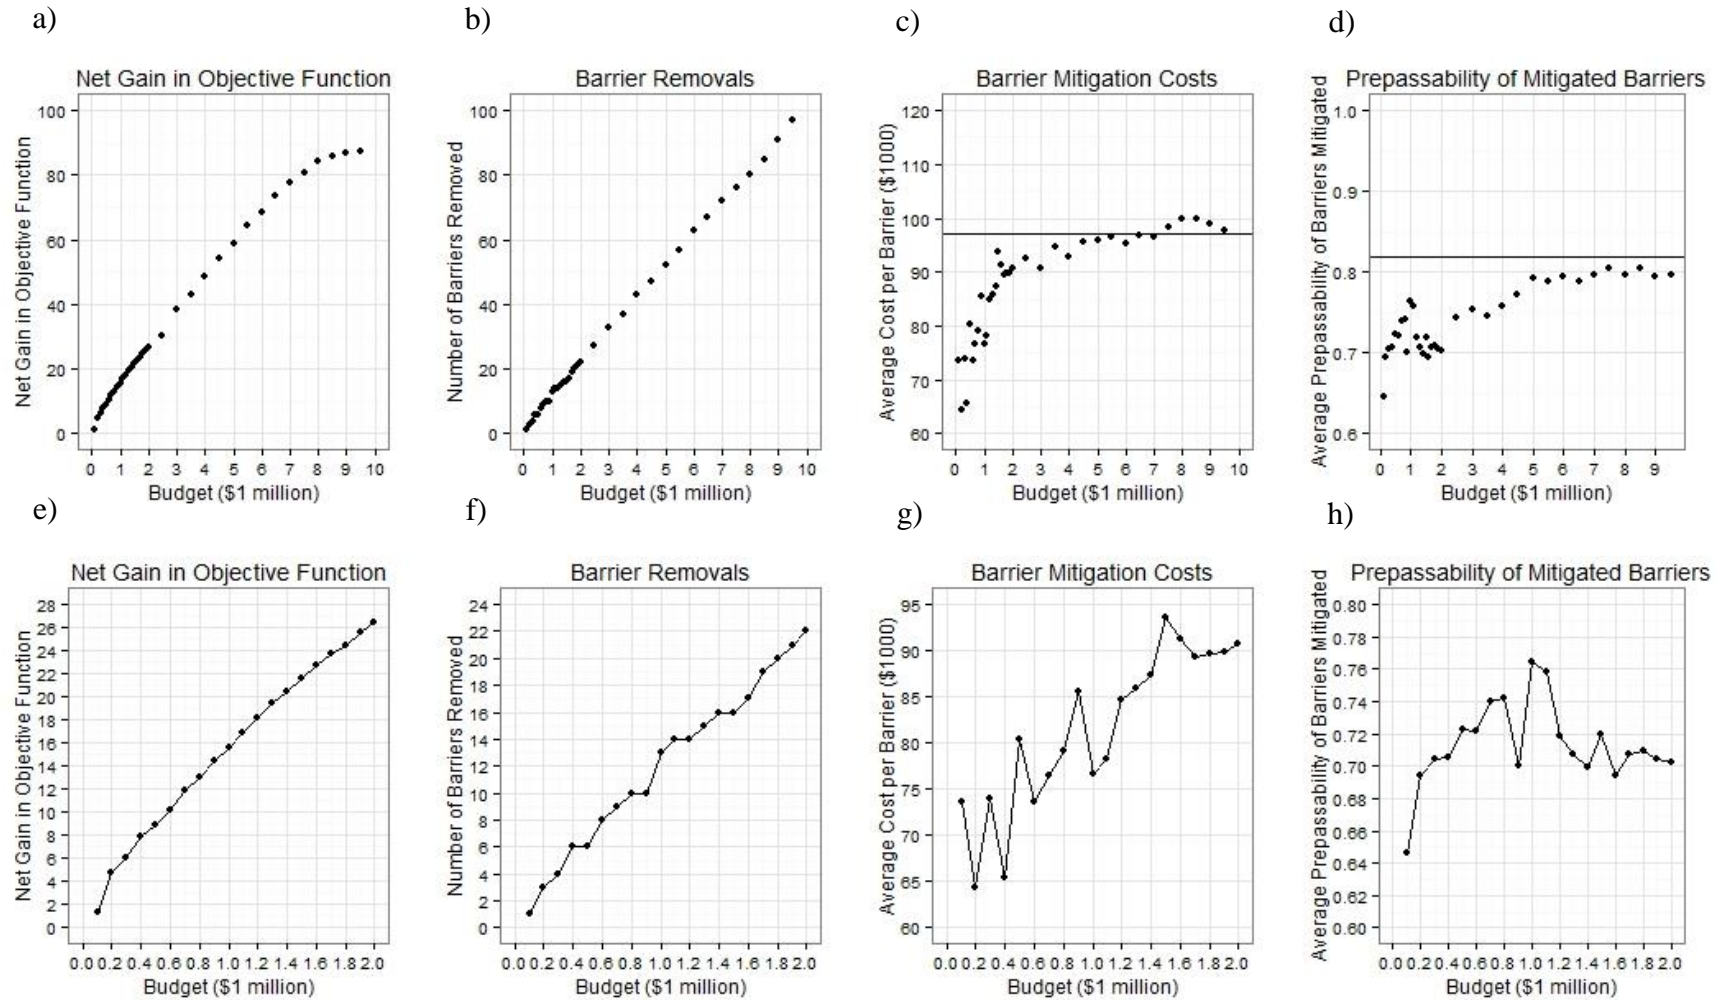 a)
b)
c)
d)
Net Gain in Objective Function
Net Gain in Objective Function
100
80
60
40
20
0
0 1 2 3 4 5 6 7 8 9 10
Budget ($1 million)
Barrier Removals
Number of Barriers Removed
100
80
60
40
20
0
0 1 2 3 4 5 6 7 8 9 10
Budget ($1 million)
Barrier Mitigation Costs
Average Cost per Barrier ($1000)
120
110
100
90
80
70
60
0 1 2 3 4 5 6 7 8 9 10
Budget ($1 million)
Prepassability of Mitigated Barriers
Average Prepassability of Barriers Mitigated
1.0
0.9
0.8
0.7
0.6
0 1 2 3 4 5 6 7 8 9
Budget ($1 million)
e)
f)
g)
h)
Net Gain in Objective Function
Net Gain in Objective Function
28
26
24
22
20
18
16
14
12
10
8
6
4
2
0
0.0 0.2 0.4 0.6 0.8 1.0 1.2 1.4 1.6 1.8 2.0
Budget ($1 million)
Barrier Removals
Number of Barriers Removed
24
22
20
18
16
14
12
10
8
6
4
2
0
0.0 0.2 0.4 0.6 0.8 1.0 1.2 1.4 1.6 1.8 2.0
Budget ($1 million)
Barrier Mitigation Costs
Average Cost per Barrier ($1000)
95
90
85
80
75
70
65
60
0.0 0.2 0.4 0.6 0.8 1.0 1.2 1.4 1.6 1.8 2.0
Budget ($1 million)
Prepassability of Mitigated Barriers
Average Prepassability of Barriers Mitigated
0.80
0.78
0.76
0.74
0.72
0.70
0.68
0.66
0.64
0.62
0.60
0.0 0.2 0.4 0.6 0.8 1.0 1.2 1.4 1.6 1.8 2.0
Budget ($1 million)